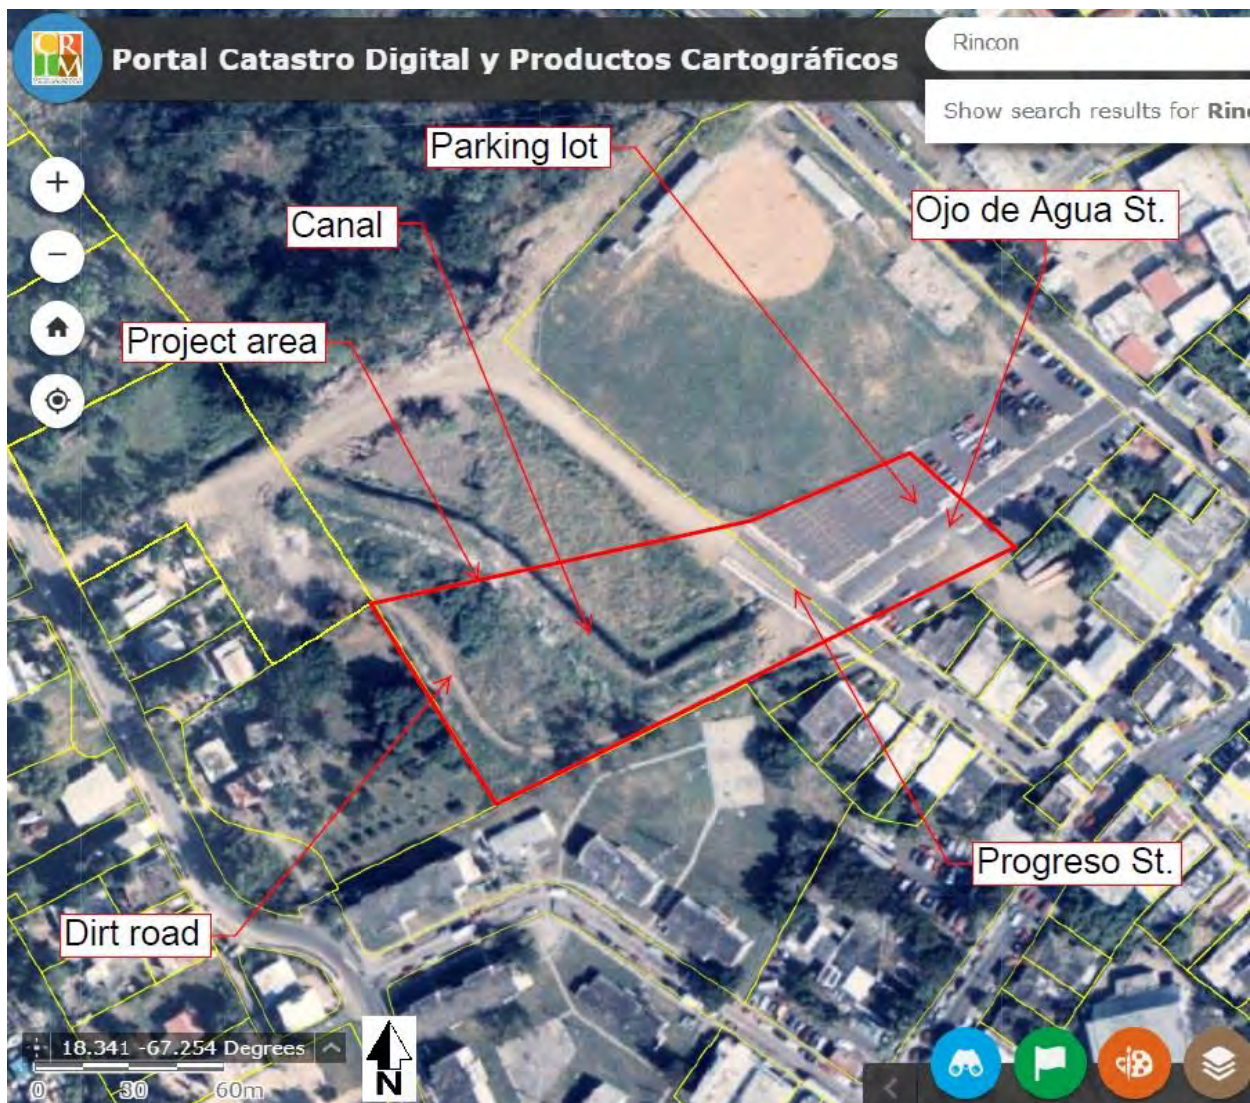 CRIM
Portal Catastro Digital y Productos Cartográficos
Rincon
Show search results for Rin
Parking lot
Ojo de Agua St.
Canal
+
Project area
−
Progreso St.
Dirt road
18.341 -67.254 Degrees
0 30 60m
N